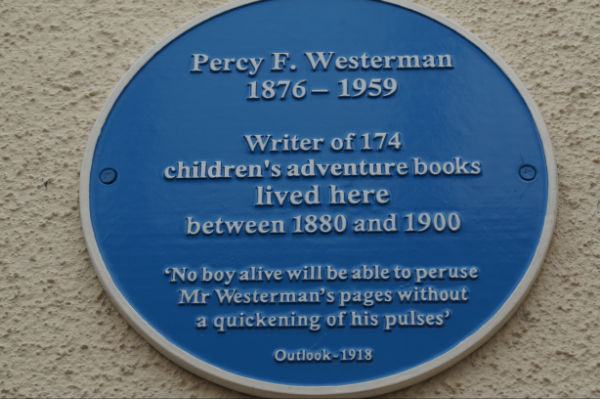 Percy F. Westerman
1876 – 1959
Writer of 174
children's adventure books
lived here
between 1880 and 1900
‘No boy alive will be able to peruse
Mr Westerman’s pages without
a quickening of his pulses’
Outlook-1918